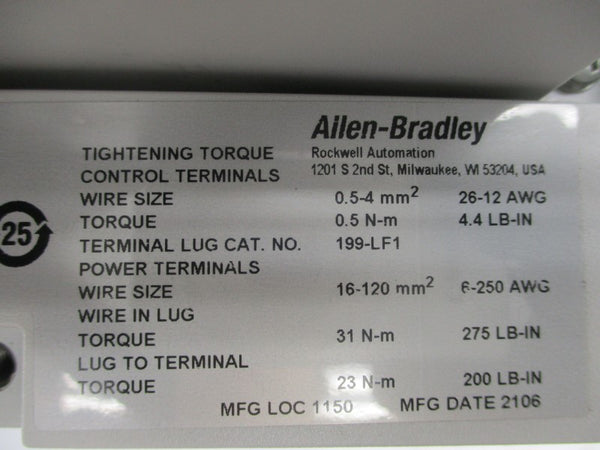 Allen-Bradley
TIGHTENING TORQUE Rockwell Automation
CONTROL TERMINALS 1201 S 2nd St, Milwaukee, WI 53204, USA
WIRE SIZE 0.5-4 mm² 26-12 AWG
TORQUE 0.5 N-m 4.4 LB-IN
25
TERMINAL LUG CAT. NO. 199-LF1
POWER TERMINALS
WIRE SIZE 16-120 mm² 6-250 AWG
WIRE IN LUG
TORQUE 31 N-m 275 LB-IN
LUG TO TERMINAL
TORQUE 23 N-m 200 LB-IN
MFG LOC 1150 MFG DATE 2106